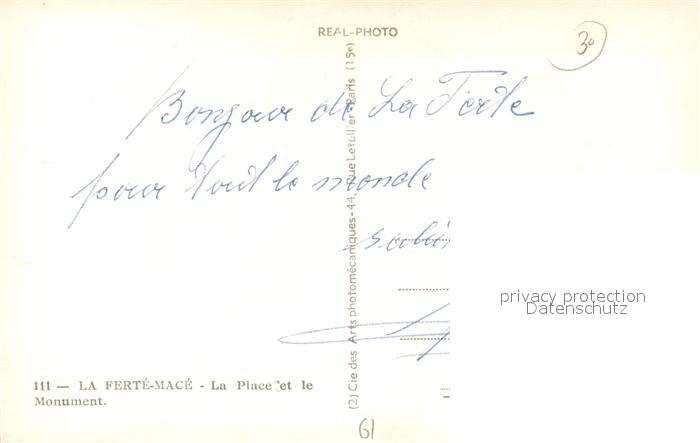 REAL-PHOTO
30
Bonjour de La Ferté
pour tout le monde
privacy protection
Datenschutz
(2) Cie des Arts photomécaniques - 44, rue Letellier - Paris (15e)
111 — LA FERTÉ-MACÉ - La Place et le
Monument.
61